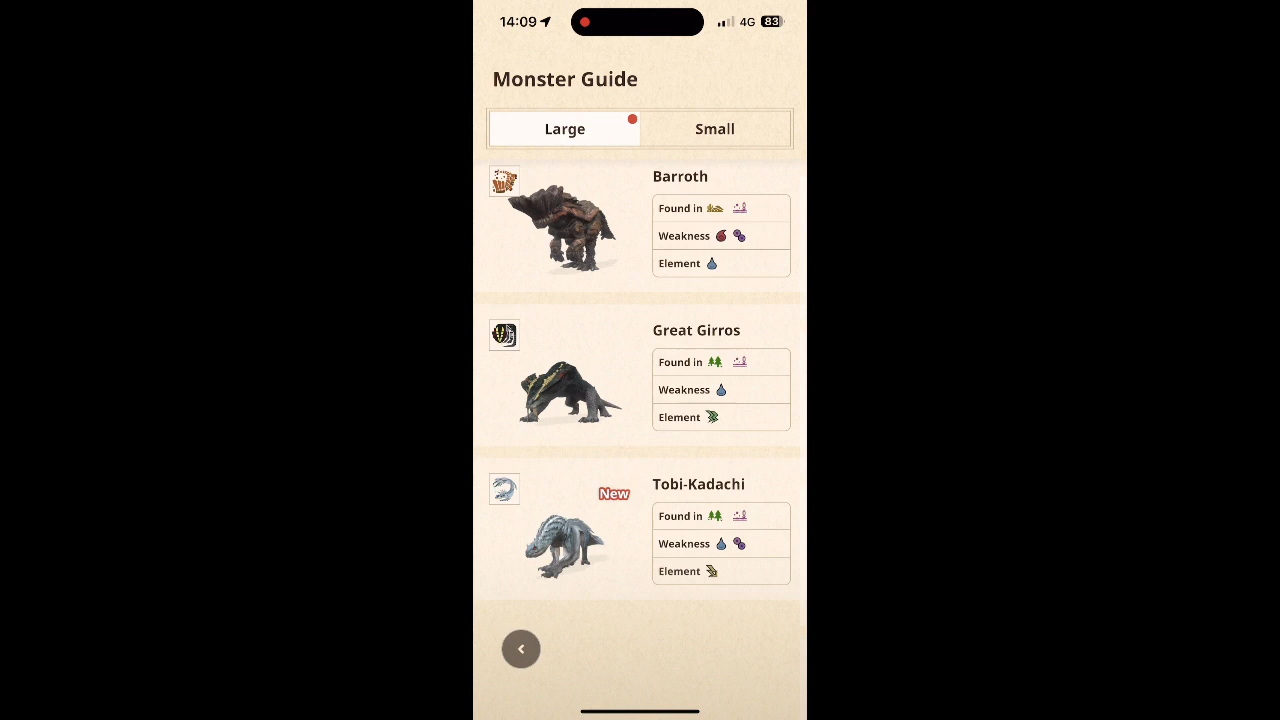 14:09
4G
83
Monster Guide
Large
Small
Barroth
Found in
Weakness
Element
Great Girros
Found in
Weakness
Element
New
Tobi-Kadachi
Found in
Weakness
Element